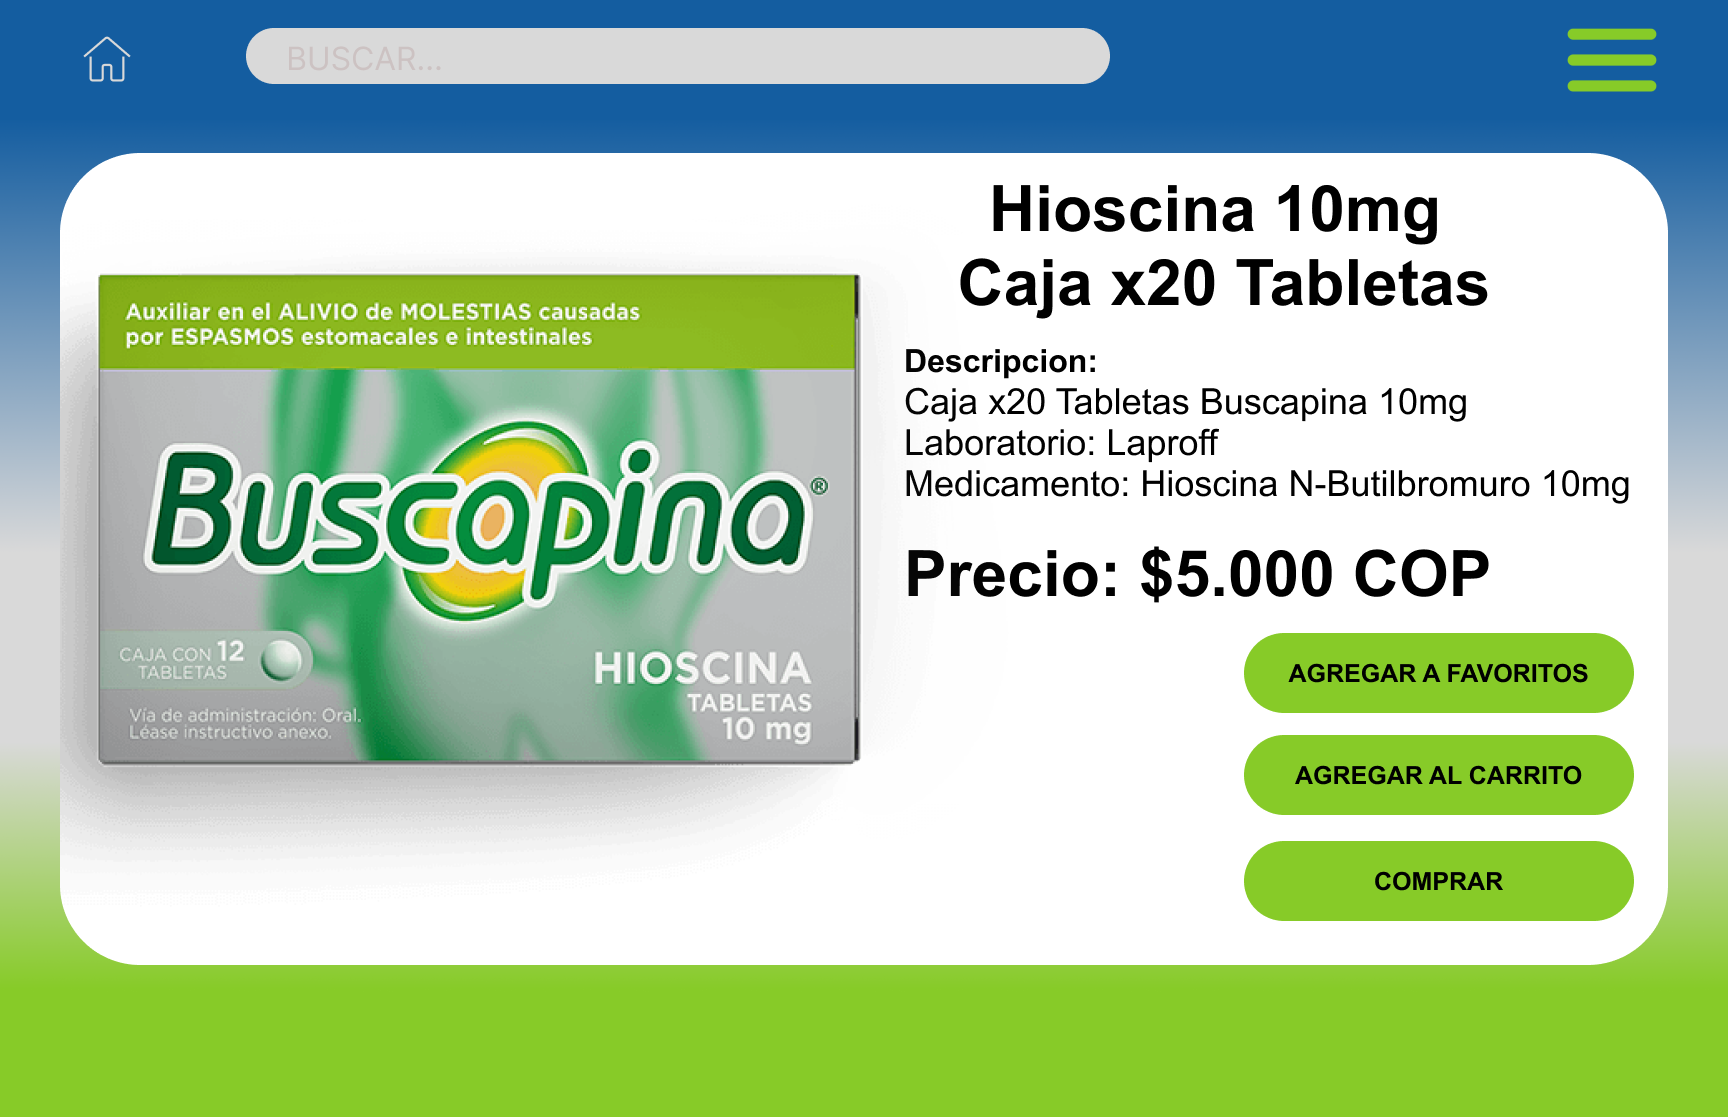 BUSCAR...
Hioscina 10mg
Caja x20 Tabletas
Auxiliar en el ALIVIO de MOLESTIAS causadas
por ESPASMOS estomacales e intestinales
Buscapina®
CAJA CON 12
TABLETAS
HIOSCINA
TABLETAS
10 mg
Vía de administración: Oral.
Léase instructivo anexo.
Descripcion:
Caja x20 Tabletas Buscapina 10mg
Laboratorio: Laproff
Medicamento: Hioscina N-Butilbromuro 10mg
Precio: $5.000 COP
AGREGAR A FAVORITOS
AGREGAR AL CARRITO
COMPRAR